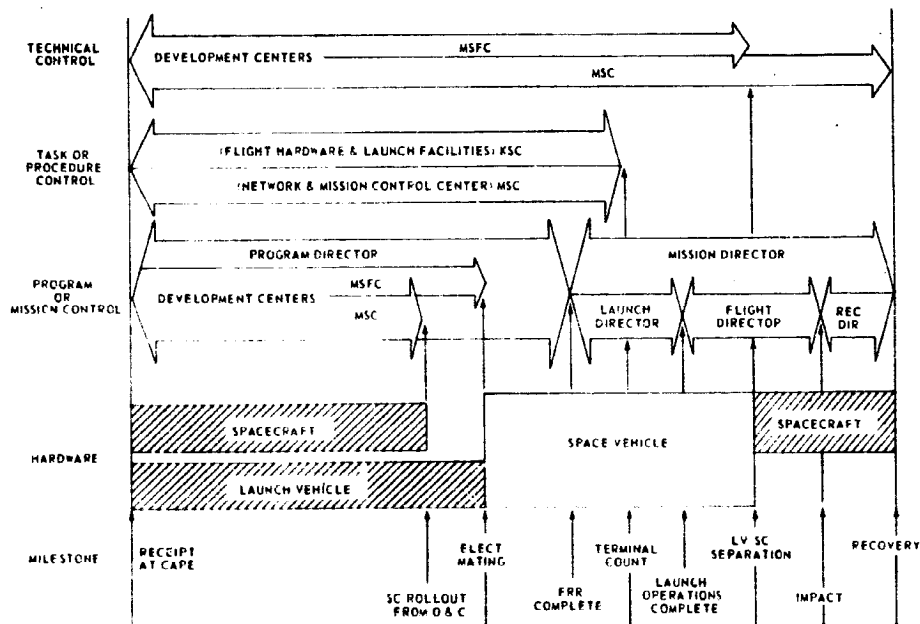 TECHNICAL
CONTROL
DEVELOPMENT CENTERS
MSFC
MSC
TASK OR
PROCEDURE
CONTROL
(FLIGHT HARDWARE & LAUNCH FACILITIES) KSC
(NETWORK & MISSION CONTROL CENTER) MSC
PROGRAM
OR
MISSION CONTROL
PROGRAM DIRECTOR
MSFC
DEVELOPMENT CENTERS
MSC
MISSION DIRECTOR
LAUNCH
DIRECTOR
FLIGHT
DIRECTOR
REC
DIR
HARDWARE
SPACECRAFT
LAUNCH VEHICLE
SPACE VEHICLE
SPACECRAFT
MILESTONE
RECEIPT
AT CAPE
SC ROLLOUT
FROM O & C
ELECT
MATING
FRR
COMPLETE
TERMINAL
COUNT
LAUNCH
OPERATIONS
COMPLETE
LV SC
SEPARATION
IMPACT
RECOVERY